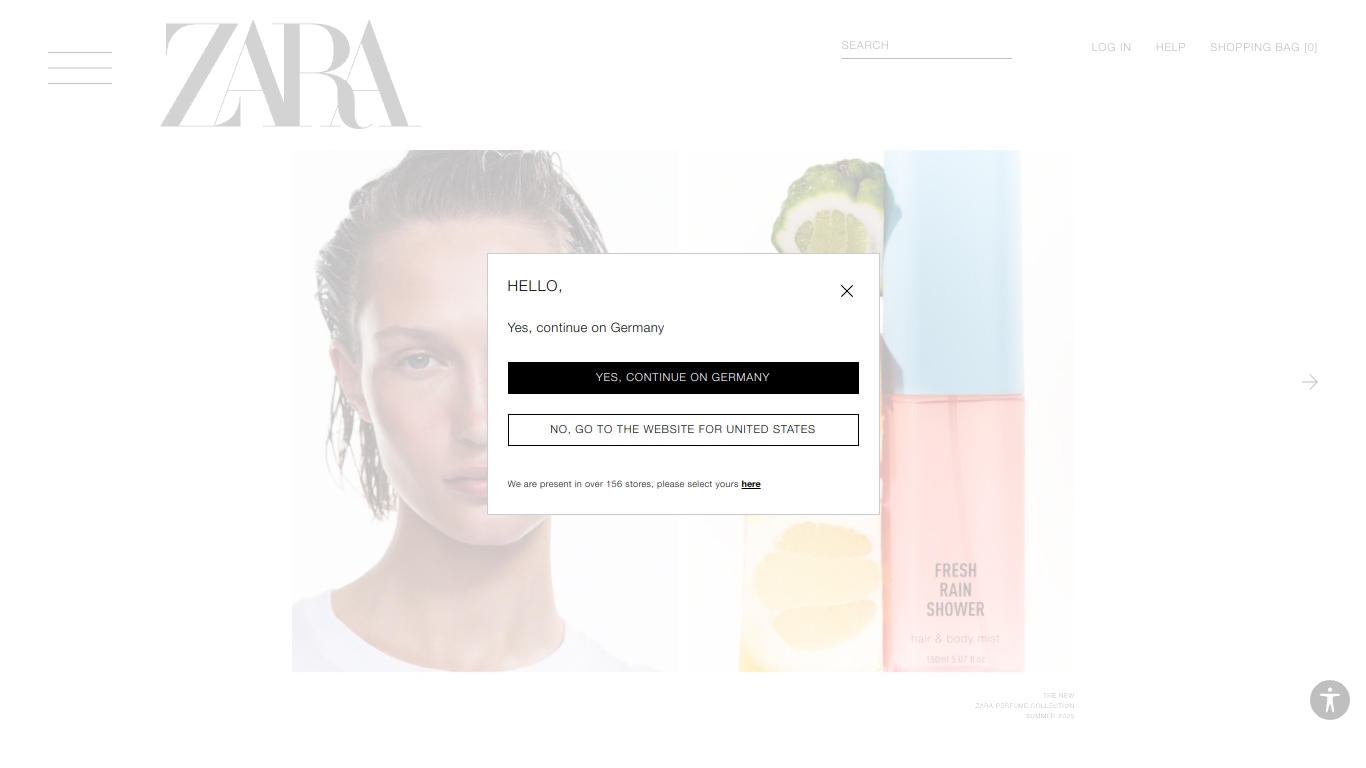 ZARA
SEARCH
LOG IN
HELP
SHOPPING BAG [0]
HELLO,
Yes, continue on Germany
YES, CONTINUE ON GERMANY
NO, GO TO THE WEBSITE FOR UNITED STATES
We are present in over 156 stores, please select yours here
FRESH
RAIN
SHOWER
hair & body mist
150ml 5.07 fl oz
THE NEW
ZARA PERFUME COLLECTION
SUMMER 2025